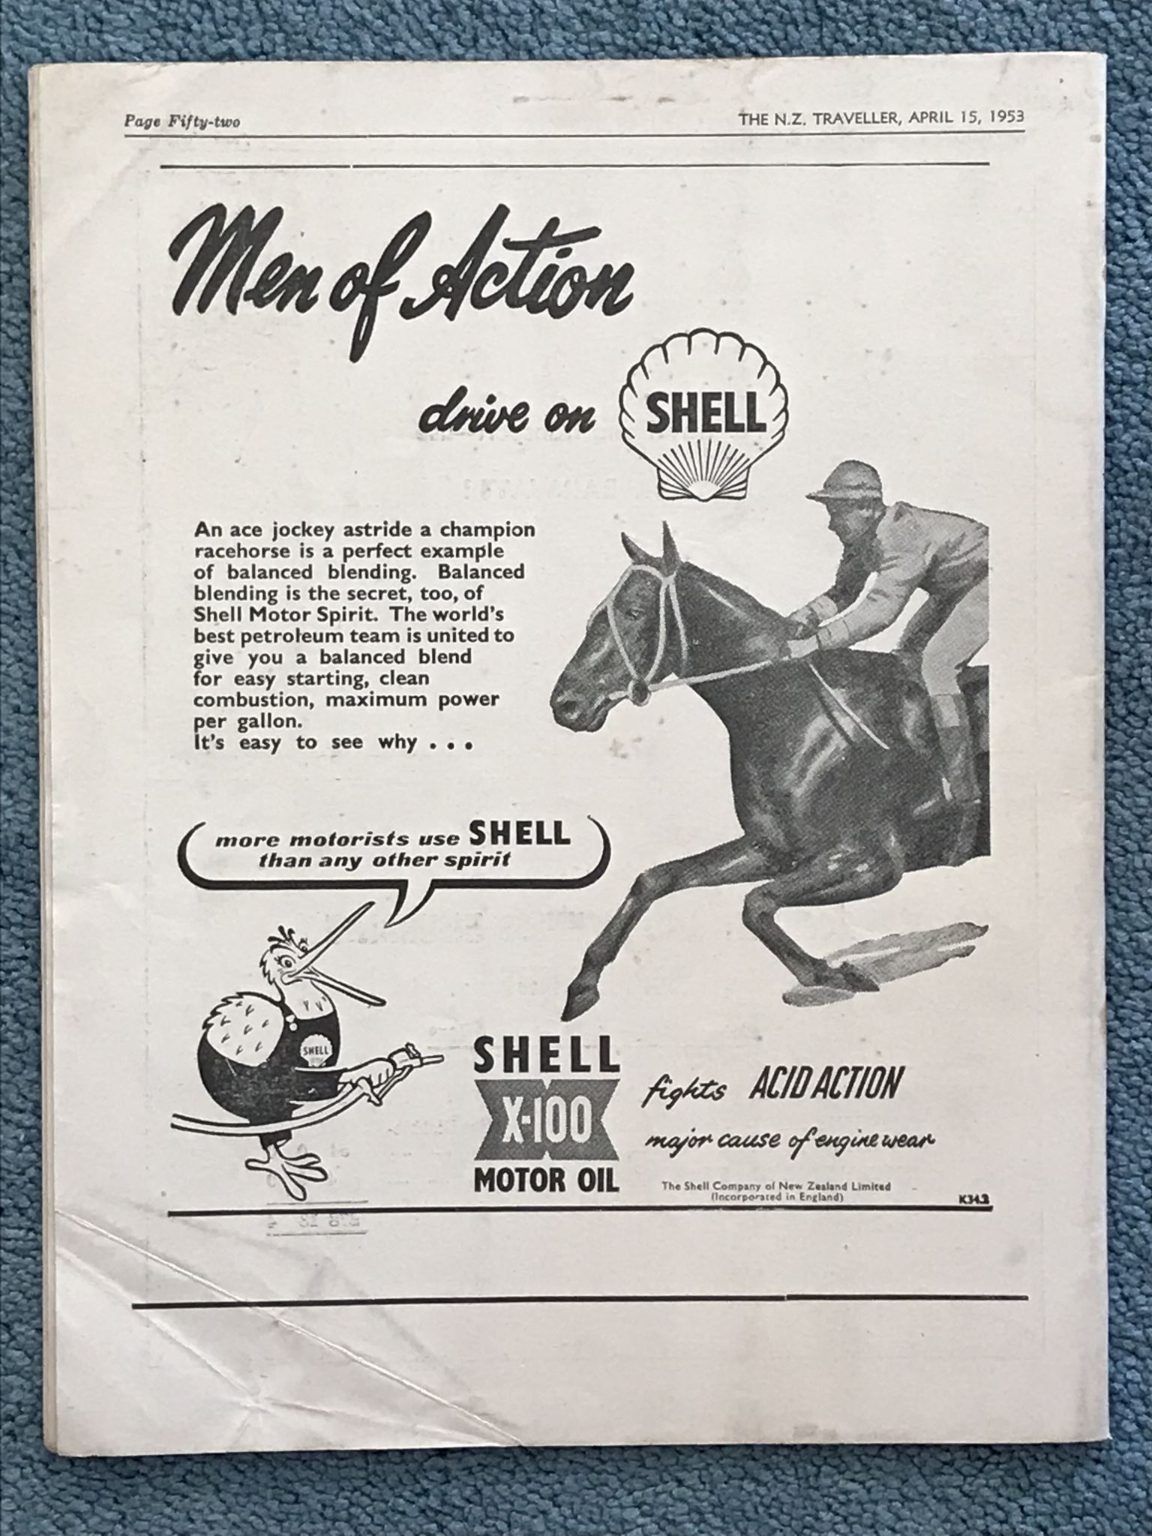 Page Fifty-two
THE N.Z. TRAVELLER, APRIL 15, 1953
Men of Action
drive on
SHELL
An ace jockey astride a champion
racehorse is a perfect example
of balanced blending. Balanced
blending is the secret, too, of
Shell Motor Spirit. The world's
best petroleum team is united to
give you a balanced blend
for easy starting, clean
combustion, maximum power
per gallon.
It's easy to see why . . .
more motorists use SHELL
than any other spirit
SHELL
SHELL
X-100
MOTOR OIL
fights ACID ACTION
major cause of engine wear
The Shell Company of New Zealand Limited
(Incorporated in England)
K34.2